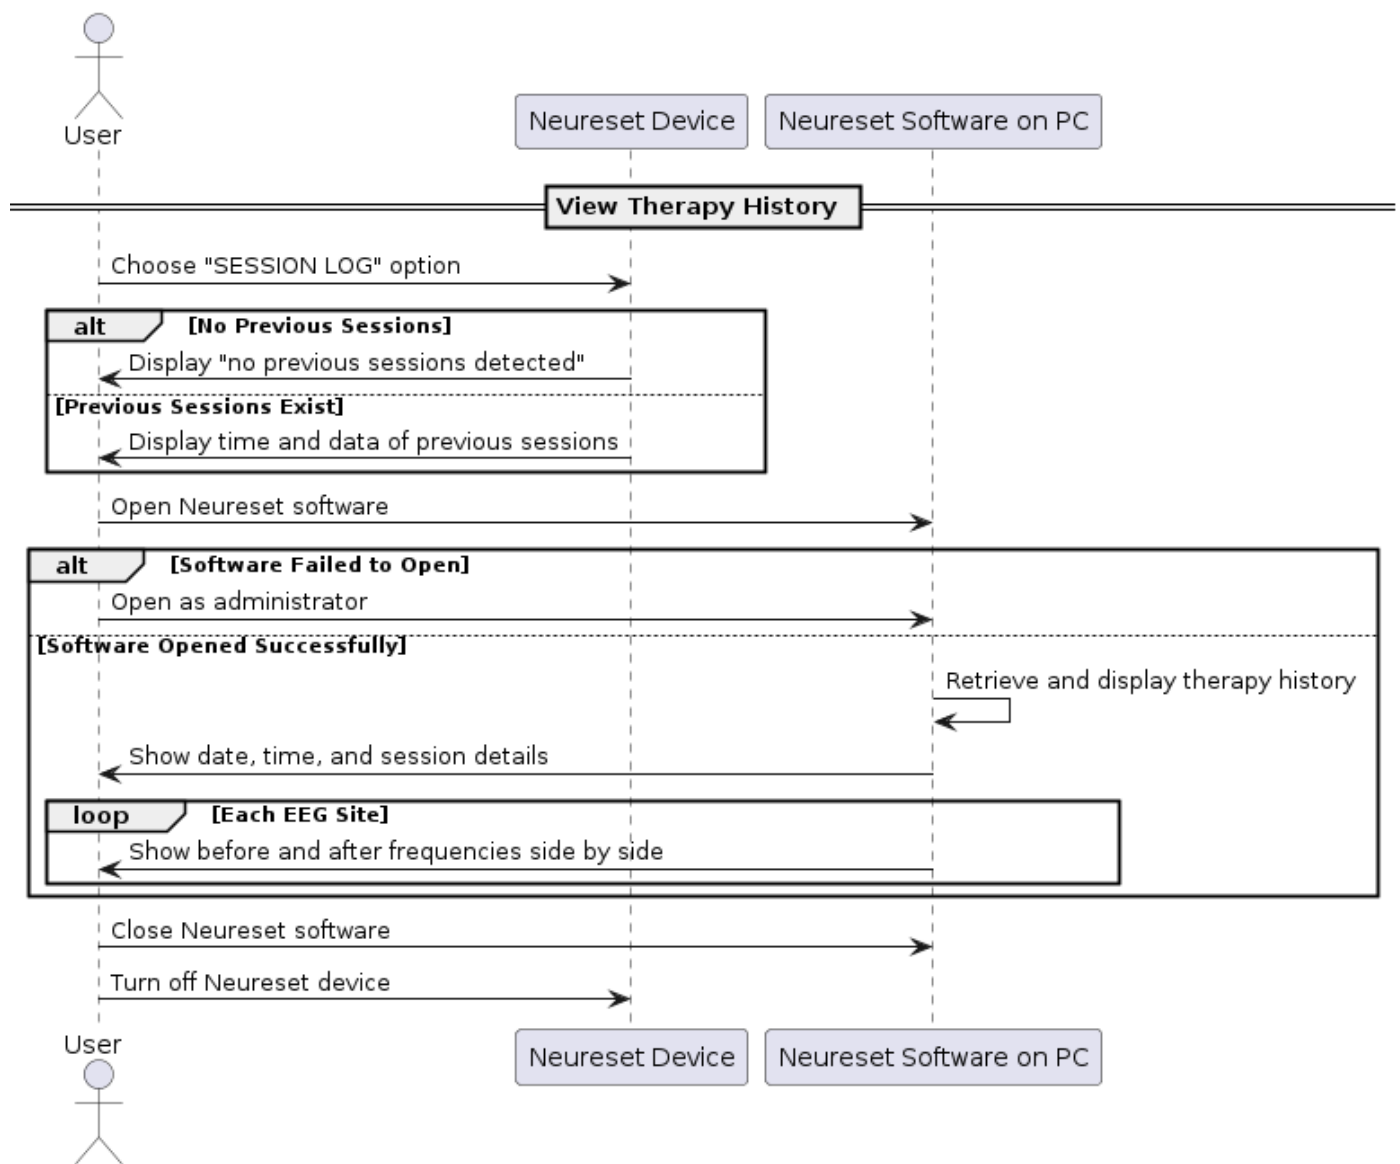 User
Neureset Device
Neureset Software on PC
View Therapy History
Choose "SESSION LOG" option
alt
[No Previous Sessions]
Display "no previous sessions detected"
[Previous Sessions Exist]
Display time and data of previous sessions
Open Neureset software
alt
[Software Failed to Open]
Open as administrator
[Software Opened Successfully]
Retrieve and display therapy history
Show date, time, and session details
loop
[Each EEG Site]
Show before and after frequencies side by side
Close Neureset software
Turn off Neureset device
User
Neureset Device
Neureset Software on PC